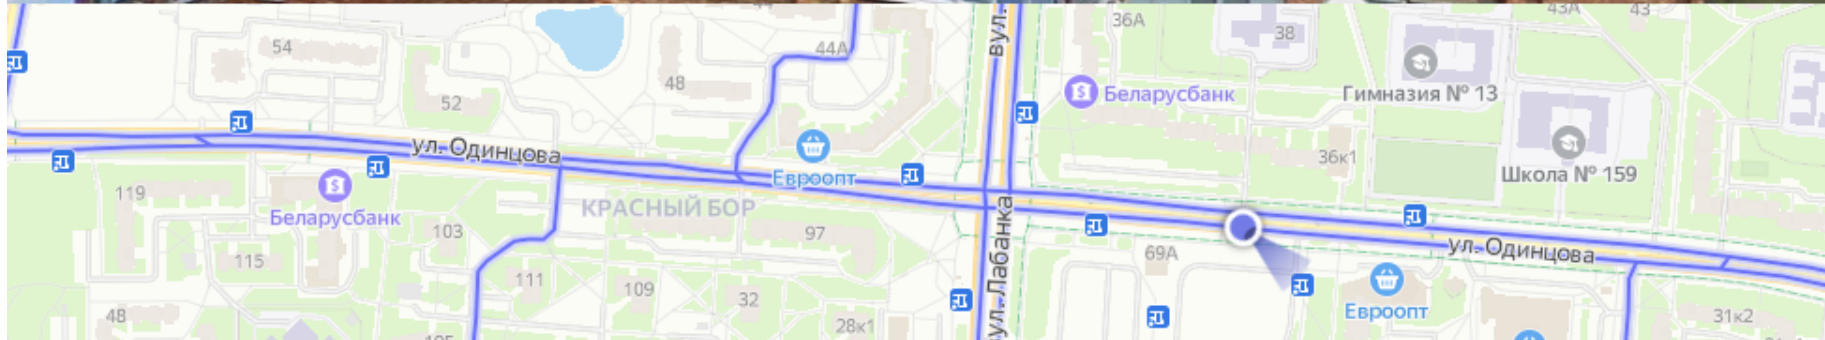 44
вул.
36А
38
43А
43
54
44А
48
52
Беларусбанк
Гимназия № 13
ул. Одинцова
Евроопт
36к1
Школа № 159
119
Беларусбанк
КРАСНЫЙ БОР
103
97
ул. Лабанка
69А
ул. Одинцова
115
111
109
32
28к1
Евроопт
31к2
48
105